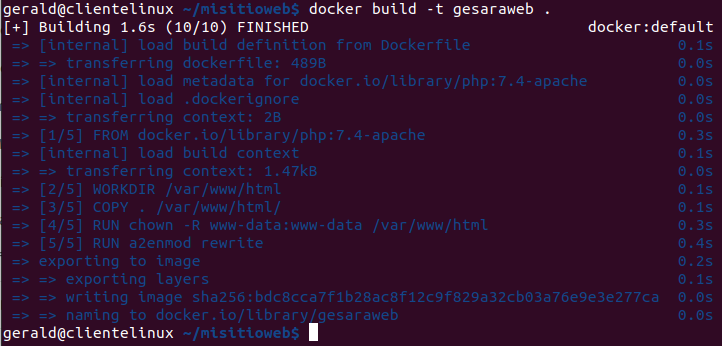 gerald@clientelinux ~/misitioweb$ docker build -t gesaraweb .
[+] Building 1.6s (10/10) FINISHED docker:default
=> [internal] load build definition from Dockerfile 0.1s
=> => transferring dockerfile: 489B 0.0s
=> [internal] load metadata for docker.io/library/php:7.4-apache 0.0s
=> [internal] load .dockerignore 0.0s
=> => transferring context: 2B 0.0s
=> [1/5] FROM docker.io/library/php:7.4-apache 0.3s
=> [internal] load build context 0.1s
=> => transferring context: 1.47kB 0.0s
=> [2/5] WORKDIR /var/www/html 0.1s
=> [3/5] COPY . /var/www/html/ 0.1s
=> [4/5] RUN chown -R www-data:www-data /var/www/html 0.3s
=> [5/5] RUN a2enmod rewrite 0.4s
=> exporting to image 0.2s
=> => exporting layers 0.1s
=> => writing image sha256:bdc8cca7f1b28ac8f12c9f829a32cb03a76e9e3e277ca 0.0s
=> => naming to docker.io/library/gesaraweb 0.0s
gerald@clientelinux ~/misitioweb$